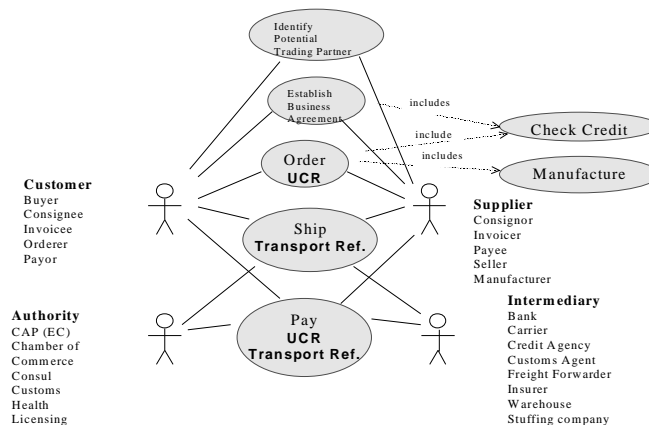 Identify
Potential
Trading Partner
Establish
Business
Agreement
includes
include
includes
Check Credit
Manufacture
Order
UCR
Customer
Buyer
Consignee
Invoicee
Orderer
Payor
Supplier
Consignor
Invoicer
Payee
Seller
Manufacturer
Ship
Transport Ref.
Authority
CAP (EC)
Chamber of
Commerce
Consul
Customs
Health
Licensing
Pay
UCR
Transport Ref.
Intermediary
Bank
Carrier
Credit Agency
Customs Agent
Freight Forwarder
Insurer
Warehouse
Stuffing company